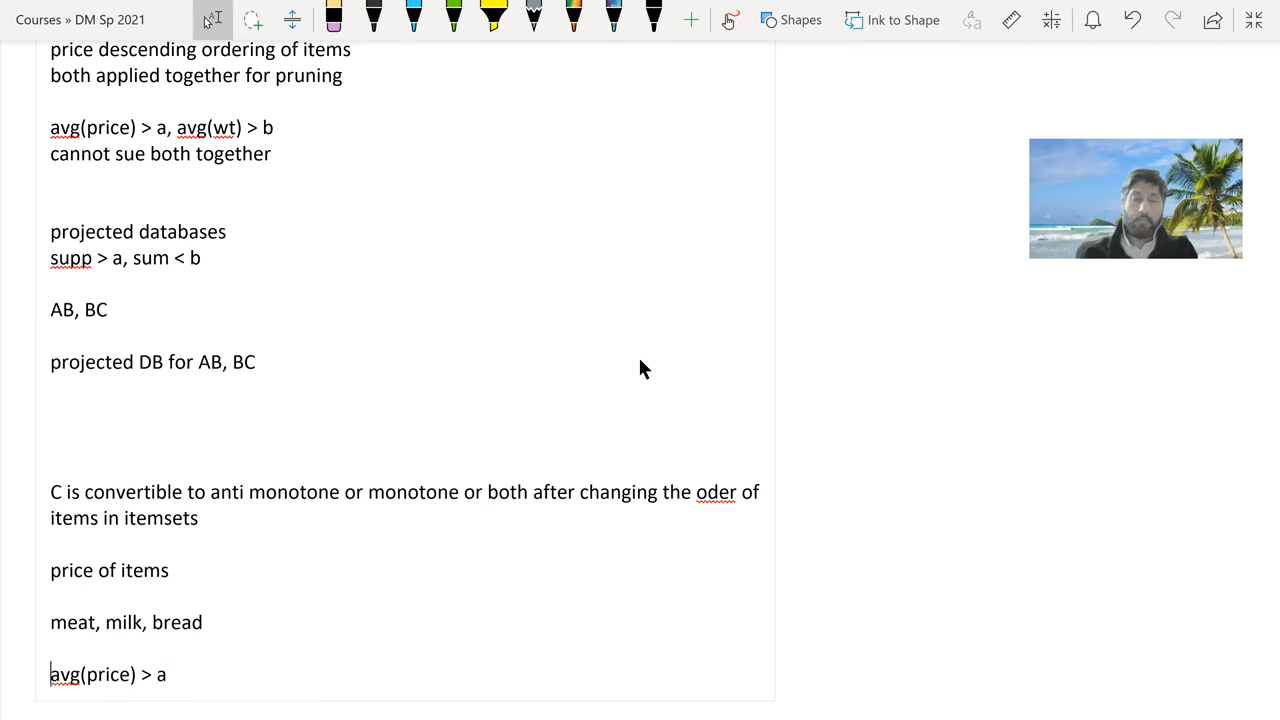 Courses » DM Sp 2021
Shapes
Ink to Shape
price descending ordering of items
both applied together for pruning
avg(price) > a, avg(wt) > b
cannot sue both together
projected databases
supp > a, sum < b
AB, BC
projected DB for AB, BC
C is convertible to anti monotone or monotone or both after changing the oder of
items in itemsets
price of items
meat, milk, bread
avg(price) > a